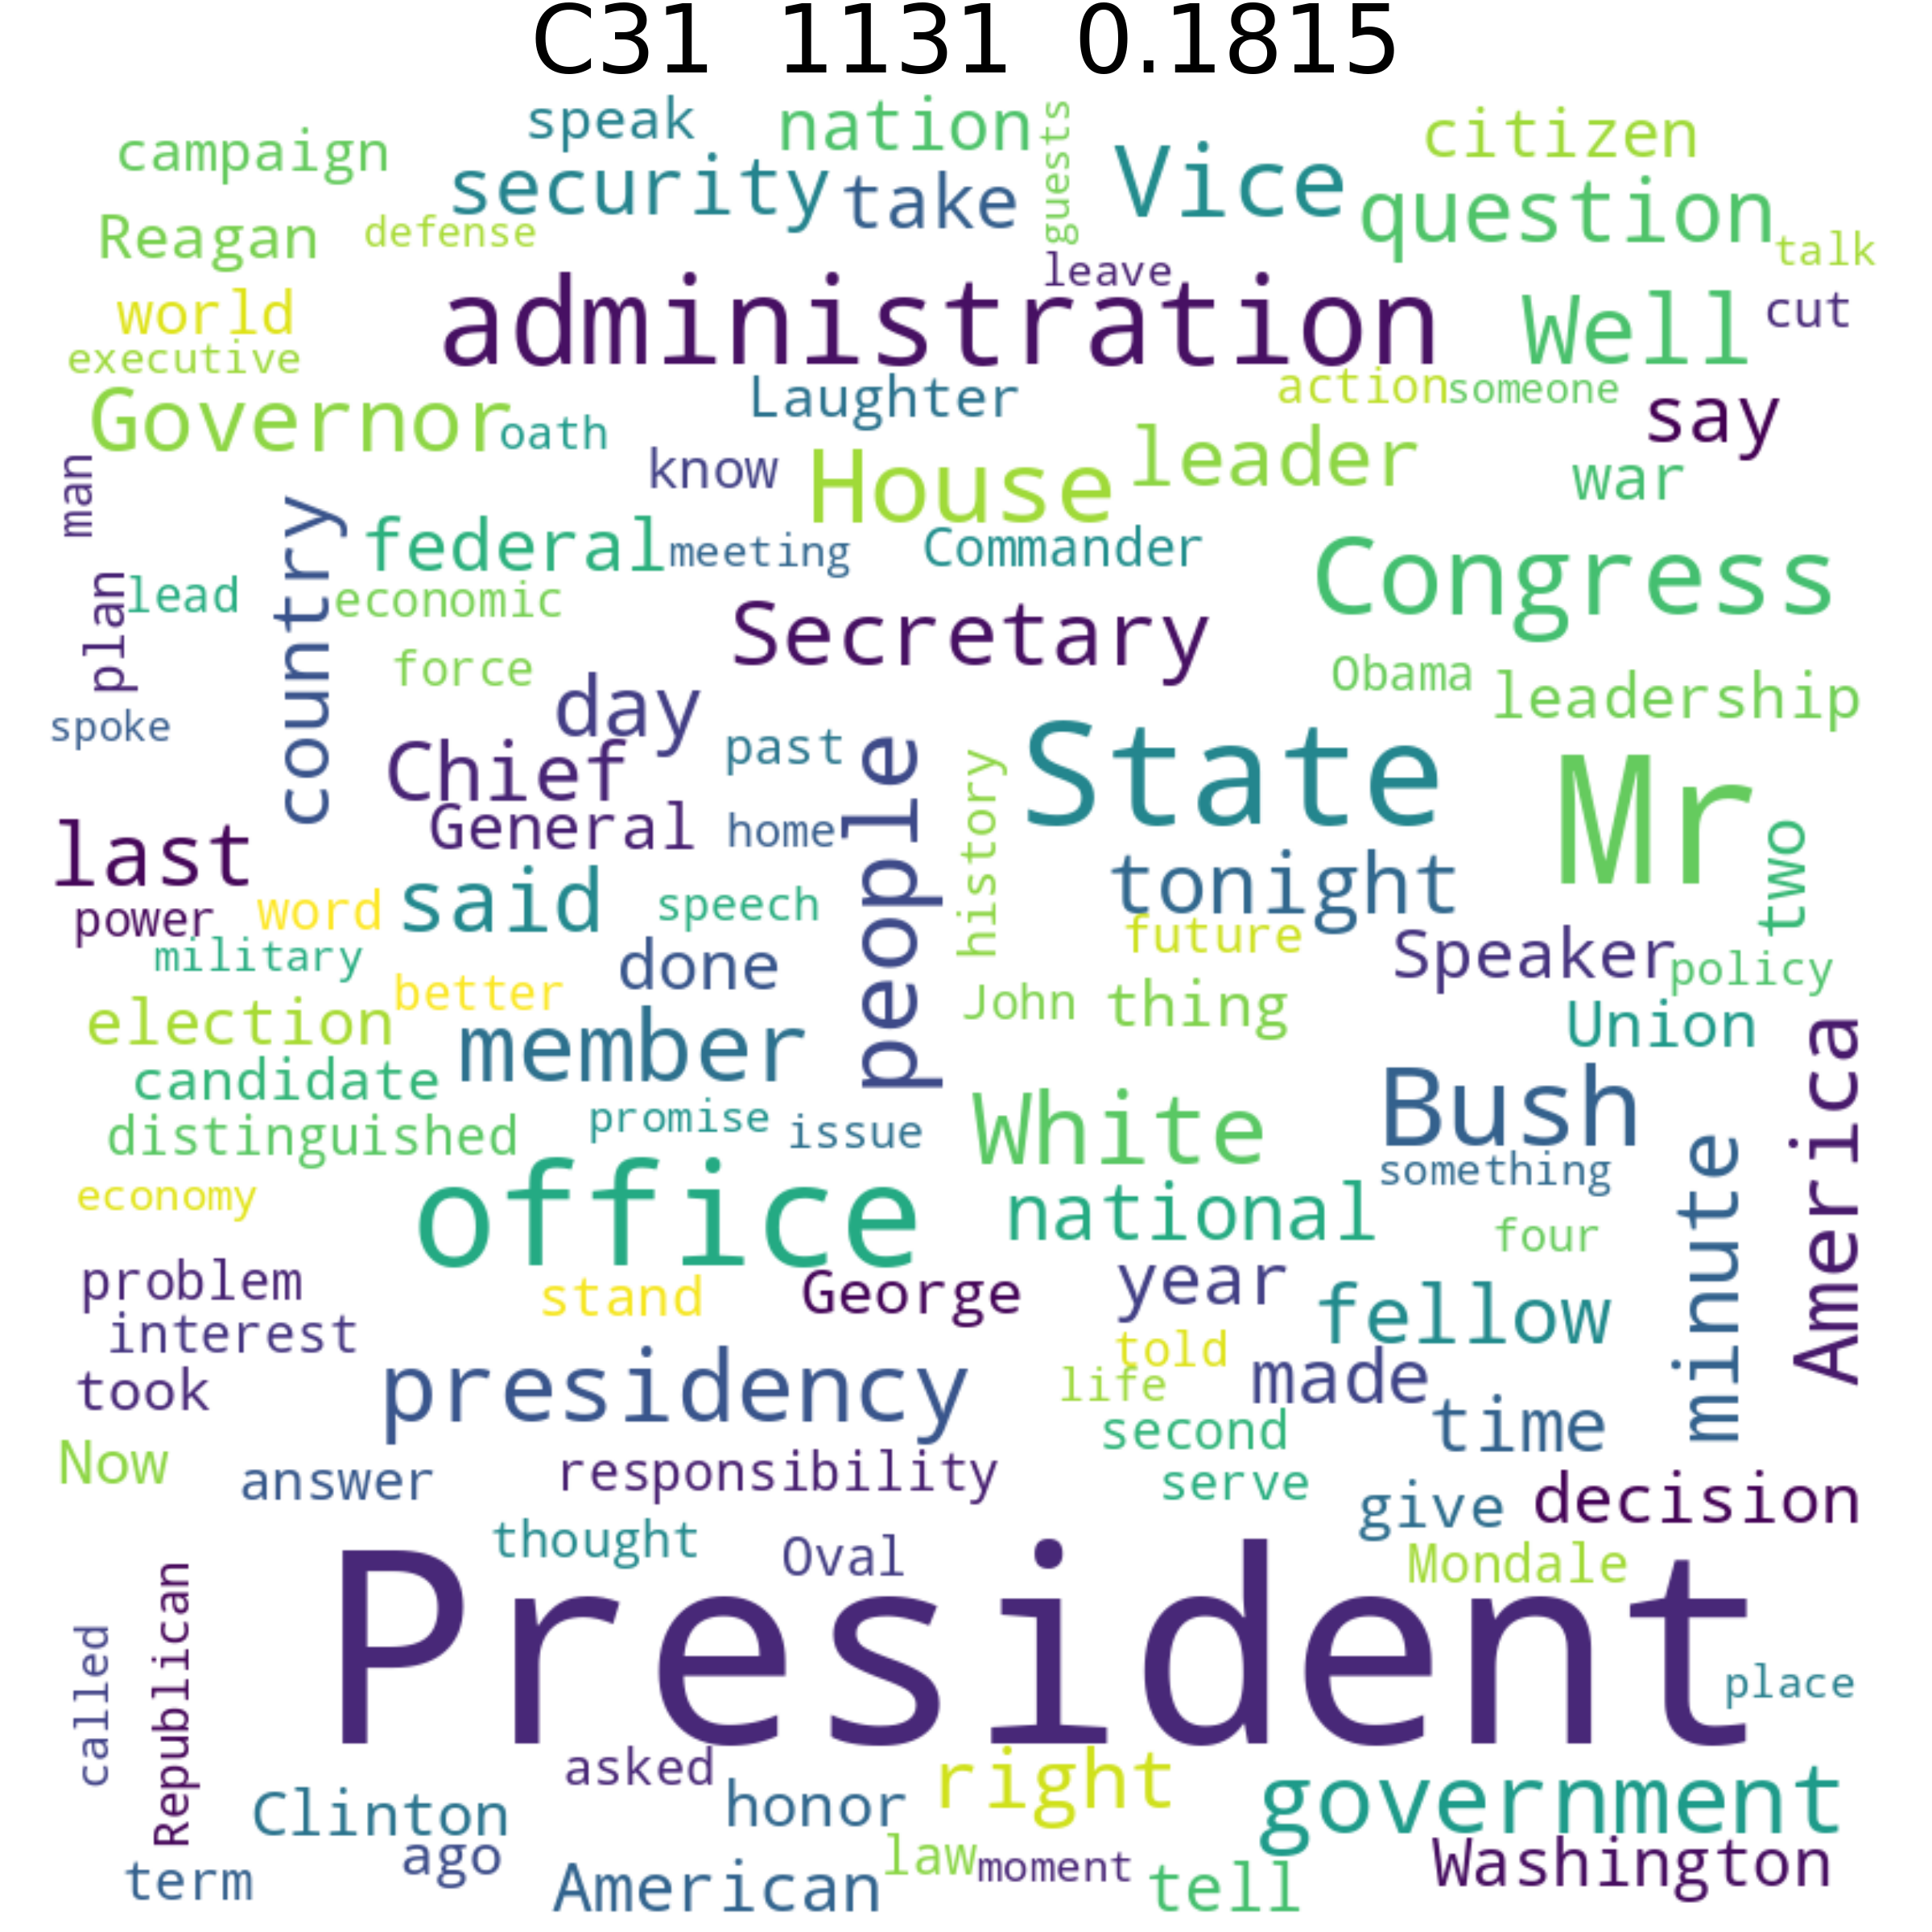 C31 1131 0.1815
speak nation guests citizen
campaign security take Vice question
Reagan defense talk
leave
world administration Well cut
executive Laughter action someone say
Governor oath
man know House leader war
country federal meeting Commander Congress
plan lead economic Secretary
force Obama leadership
spoke day past State Mr
Chief people history
General home two
last said speech tonight
power word future Speaker
military done policy
better John thing
election member Union America
candidate Bush
distinguished promise issue White something minute
economy office national four
problem stand George year fellow
interest told made
took presidency life time
Now second
answer responsibility serve give decision
thought Oval Mondale
called Republican President place
asked right government
Clinton honor Washington
term ago American law moment tell